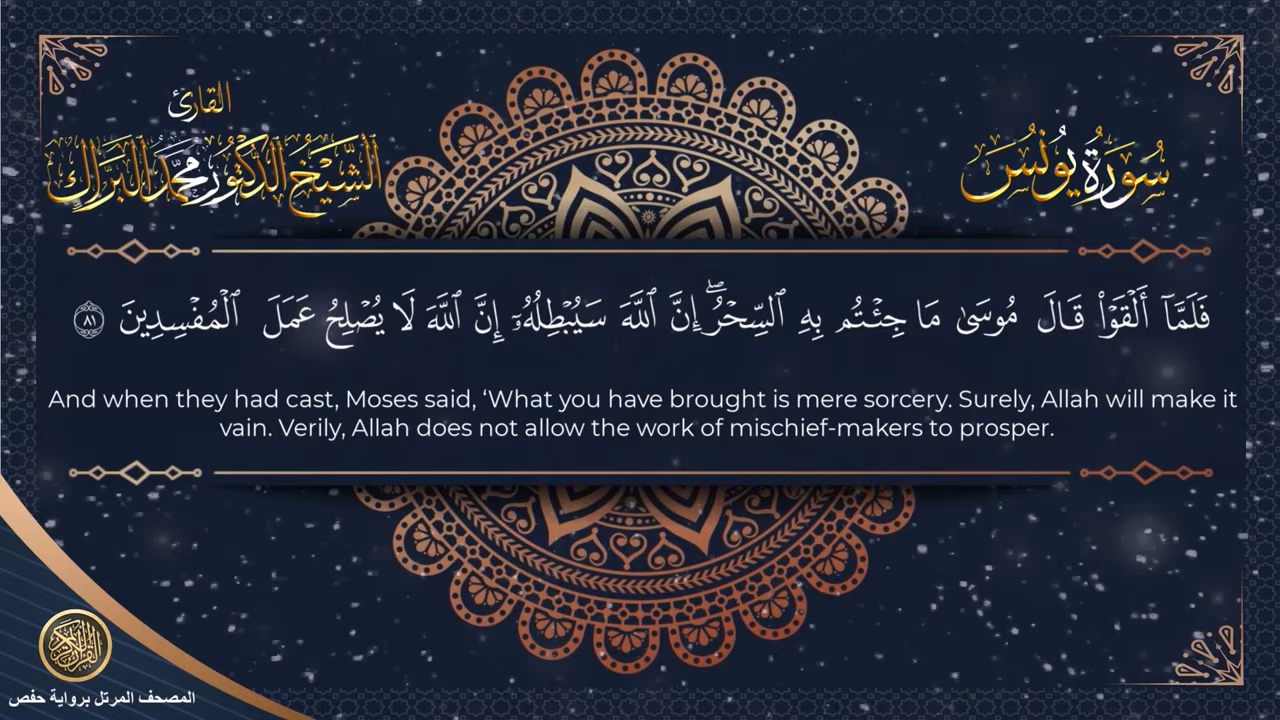 القارئ
الشيخ الدكتور محمد البراك
سورة يونس
فَلَمَّآ أَلْقَوْا۟ قَالَ مُوسَىٰ مَا جِئْتُم بِهِ ٱلسِّحْرُ ۖ إِنَّ ٱللَّهَ سَيُبْطِلُهُۥٓ إِنَّ ٱللَّهَ لَا يُصْلِحُ عَمَلَ ٱلْمُفْسِدِينَ ٨١
And when they had cast, Moses said, ‘What you have brought is mere sorcery. Surely, Allah will make it
vain. Verily, Allah does not allow the work of mischief-makers to prosper.
القرآن الكريم
المصحف المرتل برواية حفص